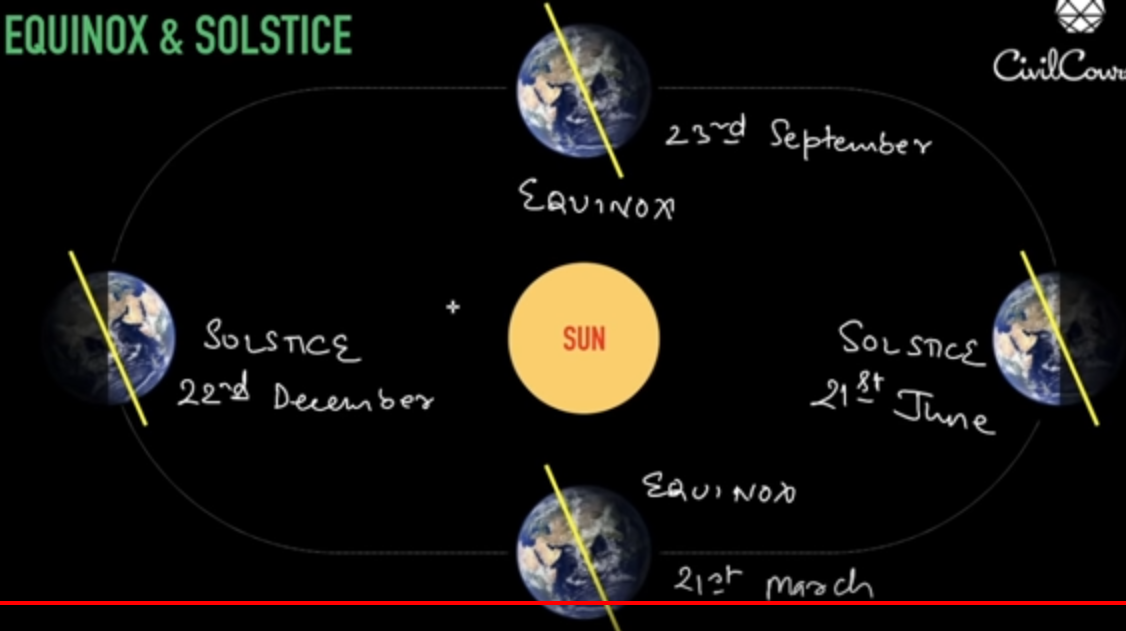 EQUINOX & SOLSTICE
CivilCour
23rd September
EQUINOX
SUN
SOLSTICE
22nd December
SOLSTICE
21st June
EQUINOX
21st March